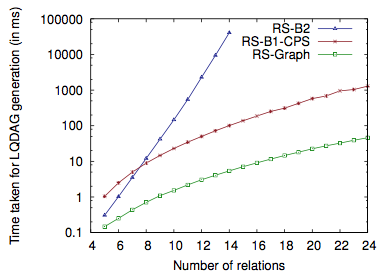 100000
10000
1000
100
10
1
0.1
4 6 8 10 12 14 16 18 20 22 24
Time taken for LQDAG generation (in ms)
Number of relations
RS-B2
RS-B1-CPS
RS-Graph